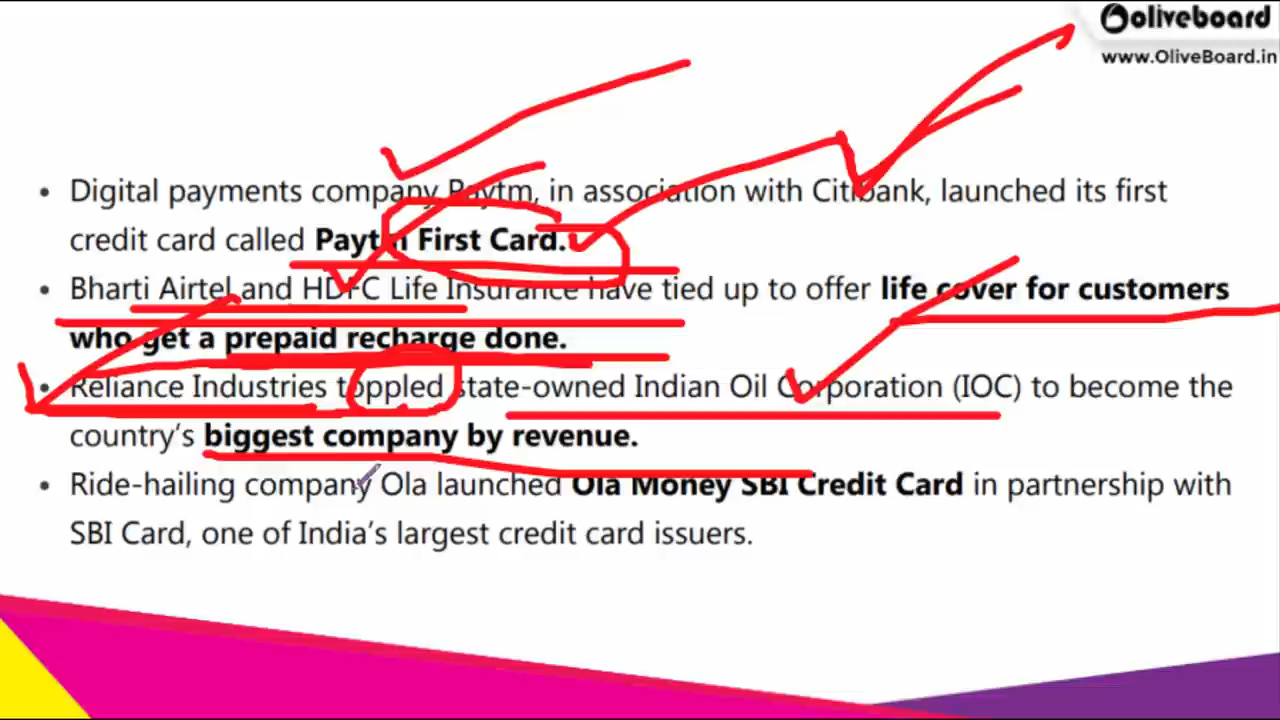 oliveboard
www.OliveBoard.in
• Digital payments company Paytm, in association with Citibank, launched its first
credit card called Paytm First Card.
• Bharti Airtel and HDFC Life Insurance have tied up to offer life cover for customers
who get a prepaid recharge done.
• Reliance Industries toppled state-owned Indian Oil Corporation (IOC) to become the
country's biggest company by revenue.
• Ride-hailing company Ola launched Ola Money SBI Credit Card in partnership with
SBI Card, one of India's largest credit card issuers.